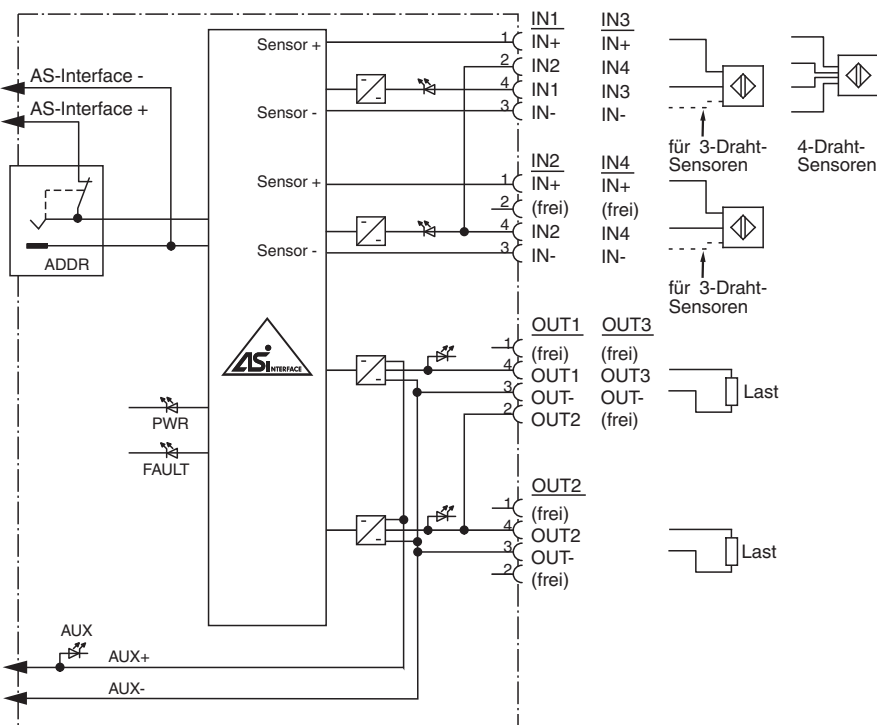 AS-Interface -
AS-Interface +
ADDR
PWR
FAULT
AUX
AUX+
AUX-
Sensor +
Sensor -
Sensor +
Sensor -
ASi INTERFACE
IN1 IN3
1 IN+ IN+
2 IN2 IN4
4 IN1 IN3
3 IN- IN-
für 3-Draht-
Sensoren
4-Draht-
Sensoren
IN2 IN4
1 IN+ IN+
2 (frei) (frei)
4 IN2 IN4
3 IN- IN-
für 3-Draht-
Sensoren
OUT1 OUT3
1 (frei) (frei)
4 OUT1 OUT3
3 OUT- OUT-
2 OUT2 (frei)
Last
OUT2
1 (frei)
4 OUT2
3 OUT-
2 (frei)
Last